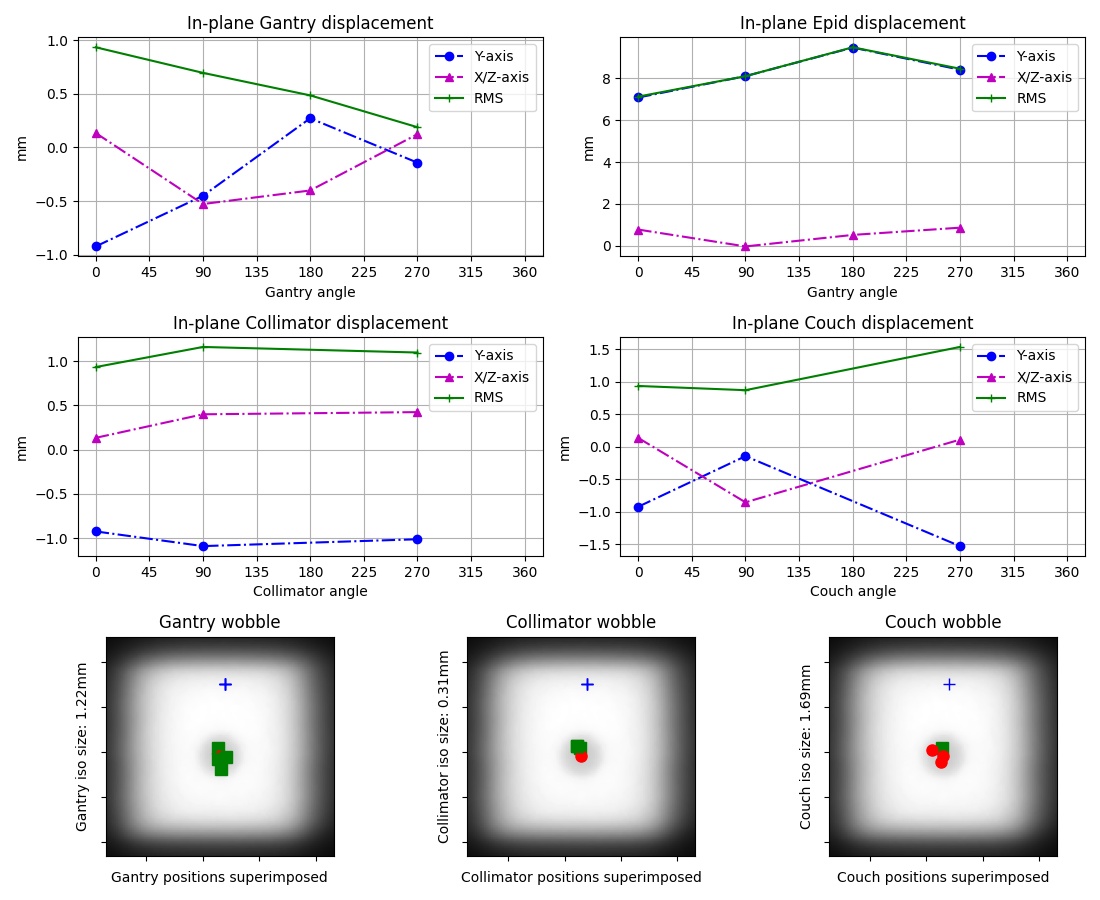 In-plane Gantry displacement
mm
1.0
0.5
0.0
−0.5
−1.0
Y-axis
X/Z-axis
RMS
0 45 90 135 180 225 270 315 360
Gantry angle
In-plane Epid displacement
mm
8
6
4
2
0
Y-axis
X/Z-axis
RMS
0 45 90 135 180 225 270 315 360
Gantry angle
In-plane Collimator displacement
mm
1.0
0.5
0.0
−0.5
−1.0
Y-axis
X/Z-axis
RMS
0 45 90 135 180 225 270 315 360
Collimator angle
In-plane Couch displacement
mm
1.5
1.0
0.5
0.0
−0.5
−1.0
−1.5
Y-axis
X/Z-axis
RMS
0 45 90 135 180 225 270 315 360
Couch angle
Gantry wobble
Gantry iso size: 1.22mm
Gantry positions superimposed
Collimator wobble
Collimator iso size: 0.31mm
Collimator positions superimposed
Couch wobble
Couch iso size: 1.69mm
Couch positions superimposed